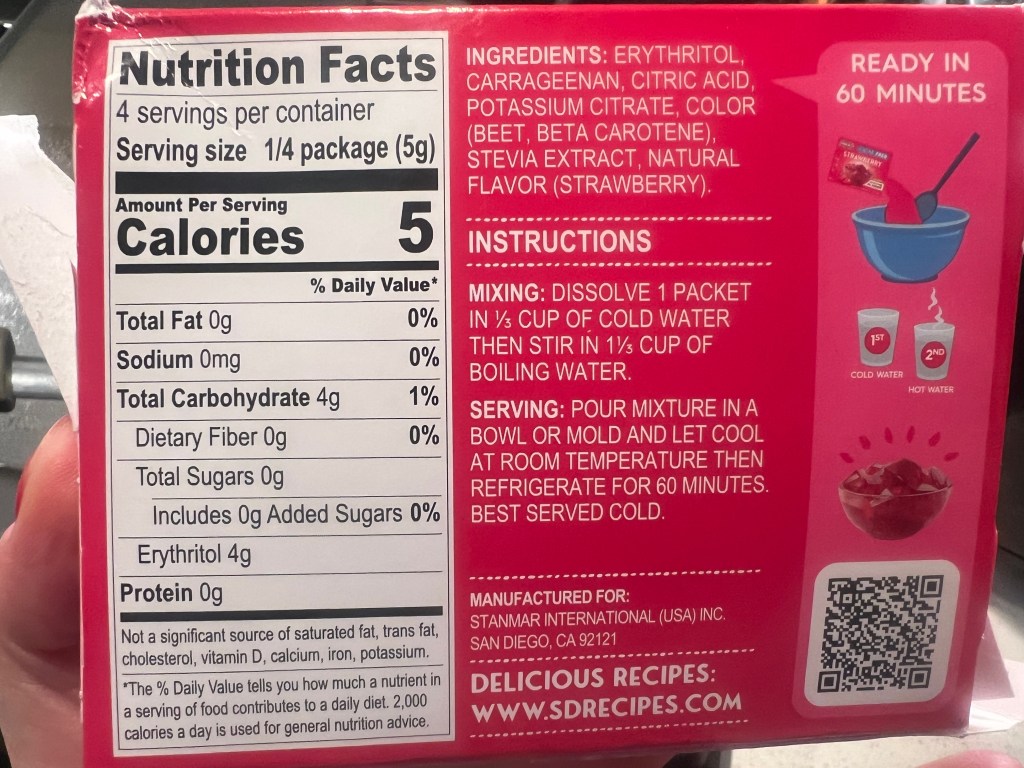 Nutrition Facts
4 servings per container
Serving size 1/4 package (5g)
Amount Per Serving
Calories 5
% Daily Value*
Total Fat 0g 0%
Sodium 0mg 0%
Total Carbohydrate 4g 1%
Dietary Fiber 0g 0%
Total Sugars 0g
Includes 0g Added Sugars 0%
Erythritol 4g
Protein 0g
Not a significant source of saturated fat, trans fat,
cholesterol, vitamin D, calcium, iron, potassium.
*The % Daily Value tells you how much a nutrient in
a serving of food contributes to a daily diet. 2,000
calories a day is used for general nutrition advice.
INGREDIENTS: ERYTHRITOL,
CARRAGEENAN, CITRIC ACID,
POTASSIUM CITRATE, COLOR
(BEET, BETA CAROTENE),
STEVIA EXTRACT, NATURAL
FLAVOR (STRAWBERRY).
INSTRUCTIONS
MIXING: DISSOLVE 1 PACKET
IN ⅓ CUP OF COLD WATER
THEN STIR IN 1⅓ CUP OF
BOILING WATER.
SERVING: POUR MIXTURE IN A
BOWL OR MOLD AND LET COOL
AT ROOM TEMPERATURE THEN
REFRIGERATE FOR 60 MINUTES.
BEST SERVED COLD.
MANUFACTURED FOR:
STANMAR INTERNATIONAL (USA) INC.
SAN DIEGO, CA 92121
DELICIOUS RECIPES:
WWW.SDRECIPES.COM
READY IN
60 MINUTES
STRAWBERRY
1ST
2ND
COLD WATER
HOT WATER